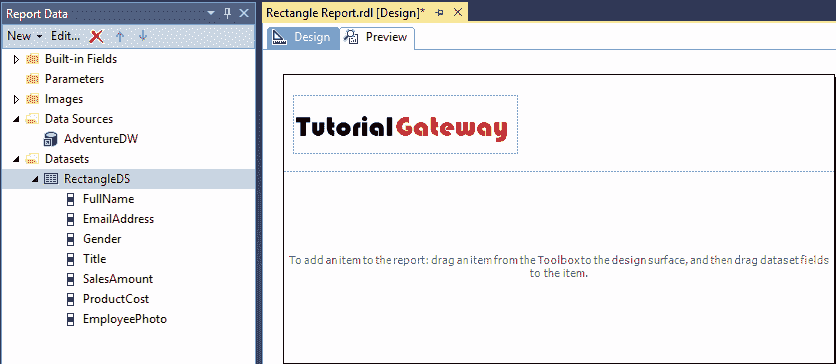 Report Data
New Edit...
Built-in Fields
Parameters
Images
Data Sources
AdventureDW
Datasets
RectangleDS
FullName
EmailAddress
Gender
Title
SalesAmount
ProductCost
EmployeePhoto
Rectangle Report.rdl [Design]*
Design Preview
TutorialGateway
To add an item to the report: drag an item from the Toolbox to the design surface, and then drag dataset fields
to the item.